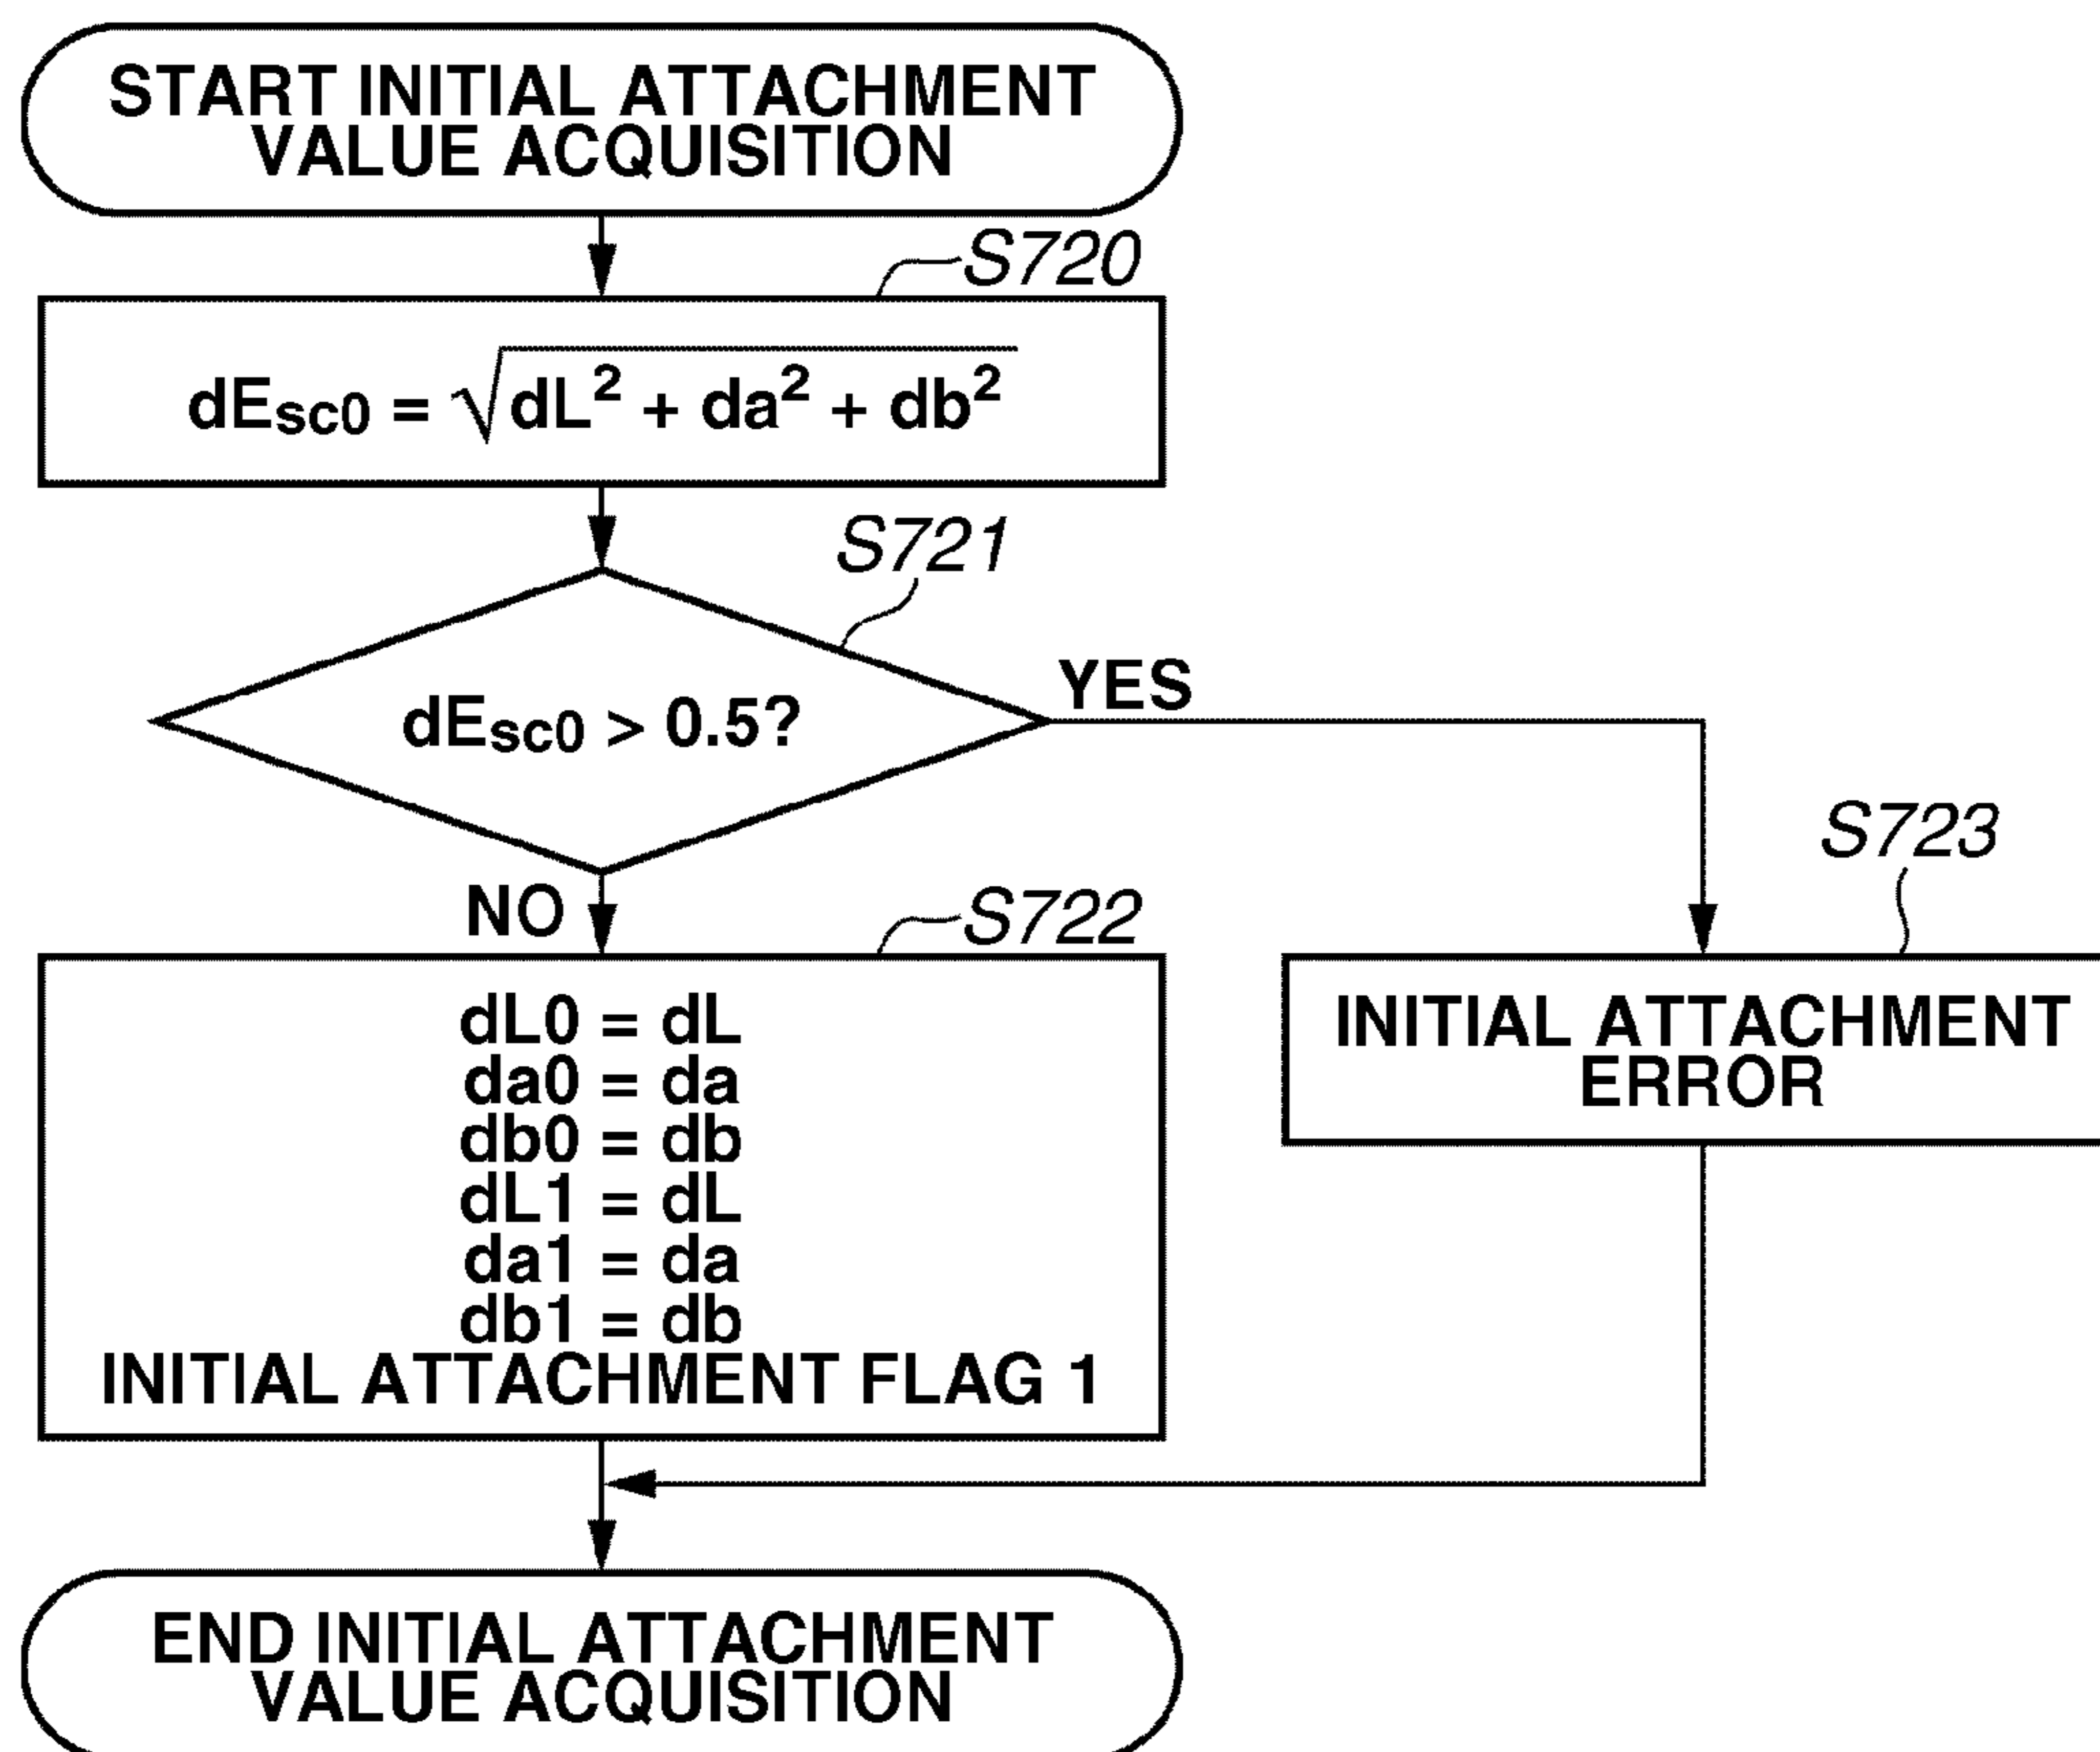 START INITIAL ATTACHMENT
VALUE ACQUISITION
S720
dEsc0 = √dL² + da² + db²
S721
dEsc0 > 0.5?
YES
S723
NO
S722
dL0 = dL
da0 = da
db0 = db
dL1 = dL
da1 = da
db1 = db
INITIAL ATTACHMENT FLAG 1
INITIAL ATTACHMENT
ERROR
END INITIAL ATTACHMENT
VALUE ACQUISITION